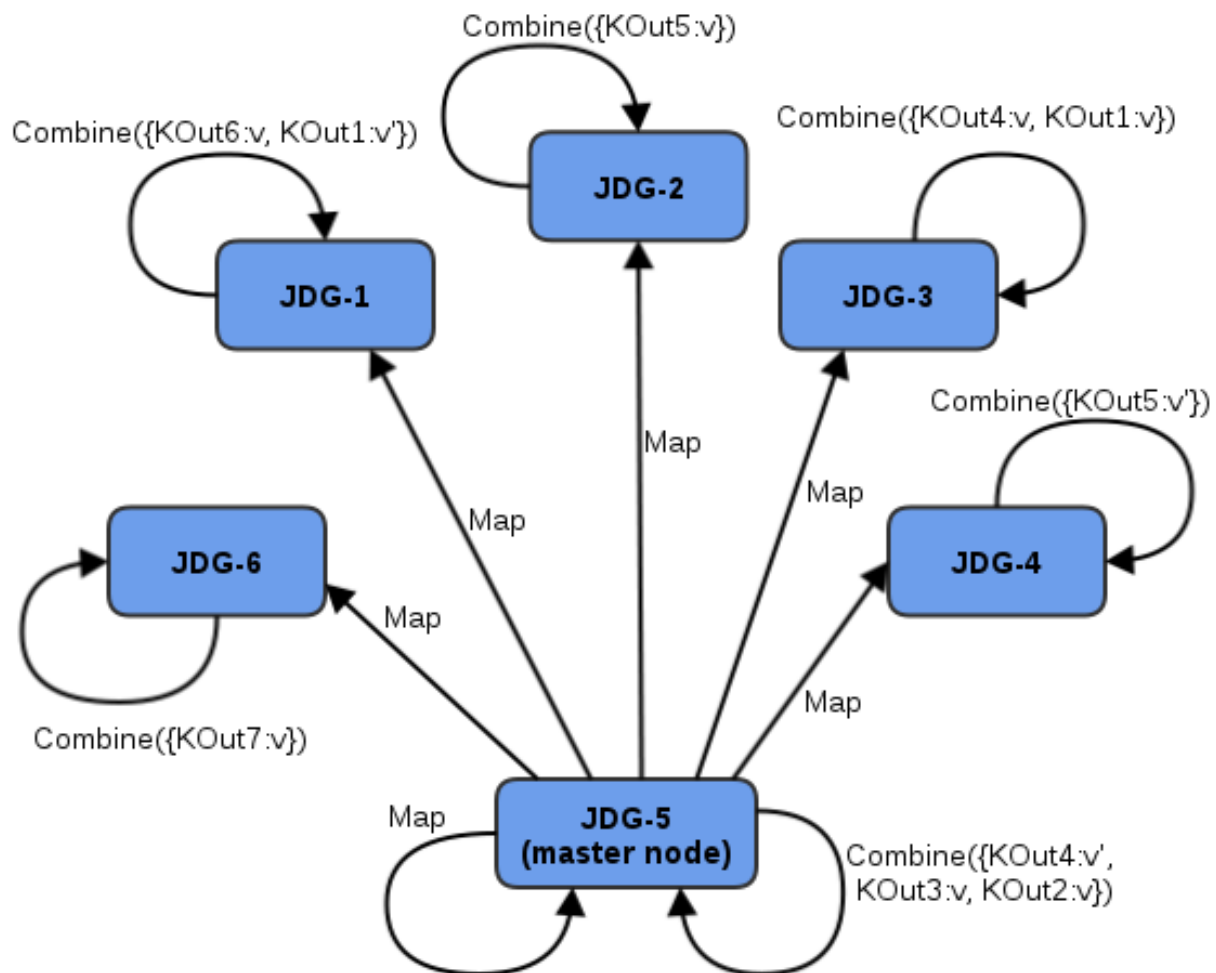 Combine({KOut5:v})
Combine({KOut6:v, KOut1:v'})
Combine({KOut4:v, KOut1:v})
JDG-2
JDG-1
JDG-3
Combine({KOut5:v'})
Map
Map
Map
JDG-6
JDG-4
Map
Map
Combine({KOut7:v})
Map
JDG-5
(master node)
Combine({KOut4:v',
KOut3:v, KOut2:v})